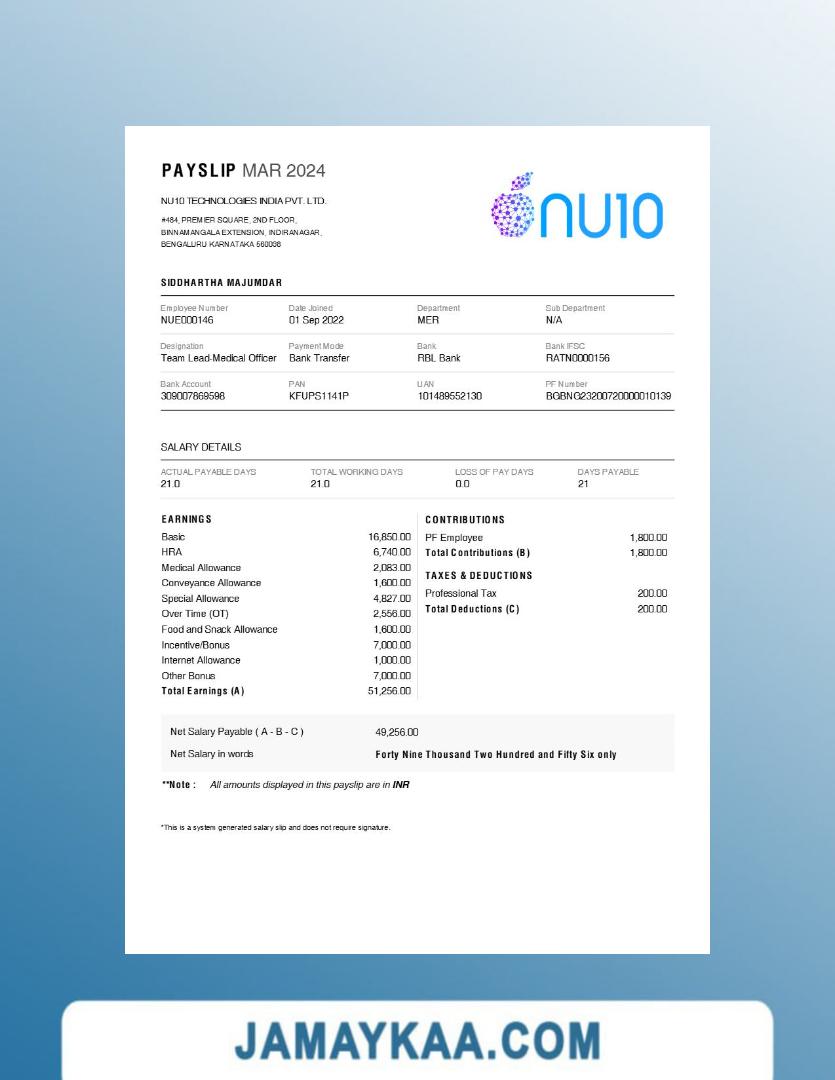 PAYSLIP MAR 2024
NU10 TECHNOLOGIES INDIA PVT. LTD.
#484, PREMIER SQUARE, 2ND FLOOR,
BINNAMANGALA EXTENSION, INDIRANAGAR,
BENGALURU KARNATAKA 560038
nu10
SIDDHARTHA MAJUMDAR
Employee Number Date Joined Department Sub Department
NUE000146 01 Sep 2022 MER N/A
Designation Payment Mode Bank Bank IFSC
Team Lead-Medical Officer Bank Transfer RBL Bank RATN0000156
Bank Account PAN UAN PF Number
309007869598 KFUPS1141P 101489552130 BGBNG23200720000010139
SALARY DETAILS
ACTUAL PAYABLE DAYS TOTAL WORKING DAYS LOSS OF PAY DAYS DAYS PAYABLE
21.0 21.0 0.0 21
EARNINGS
Basic 16,850.00
HRA 6,740.00
Medical Allowance 2,083.00
Conveyance Allowance 1,600.00
Special Allowance 4,827.00
Over Time (OT) 2,556.00
Food and Snack Allowance 1,600.00
Incentive/Bonus 7,000.00
Internet Allowance 1,000.00
Other Bonus 7,000.00
Total Earnings (A) 51,256.00
CONTRIBUTIONS
PF Employee 1,800.00
Total Contributions (B) 1,800.00
TAXES & DEDUCTIONS
Professional Tax 200.00
Total Deductions (C) 200.00
Net Salary Payable ( A - B - C ) 49,256.00
Net Salary in words Forty Nine Thousand Two Hundred and Fifty Six only
**Note : All amounts displayed in this payslip are in INR
*This is a system generated salary slip and does not require signature.
JAMAYKAA.COM